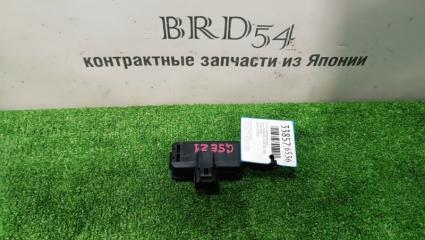 BRD54
контрактные запчасти из Японии
GSE21
33857 6536